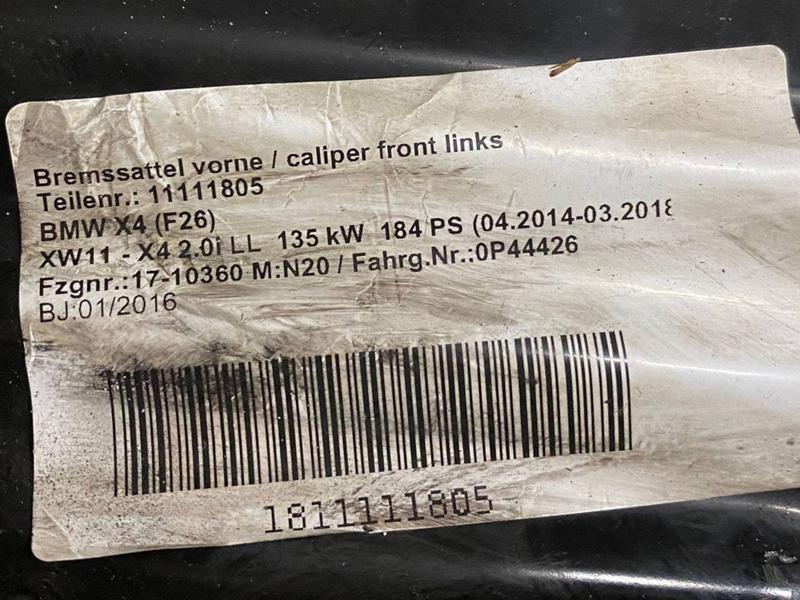 Bremssattel vorne / caliper front links
Teilenr.: 11111805
BMW X4 (F26)
XW11 - X4 2.0i LL 135 kW 184 PS (04.2014-03.2018
Fzgnr.:17-10360 M:N20 / Fahrg.Nr.:0P44426
BJ:01/2016
1811111805